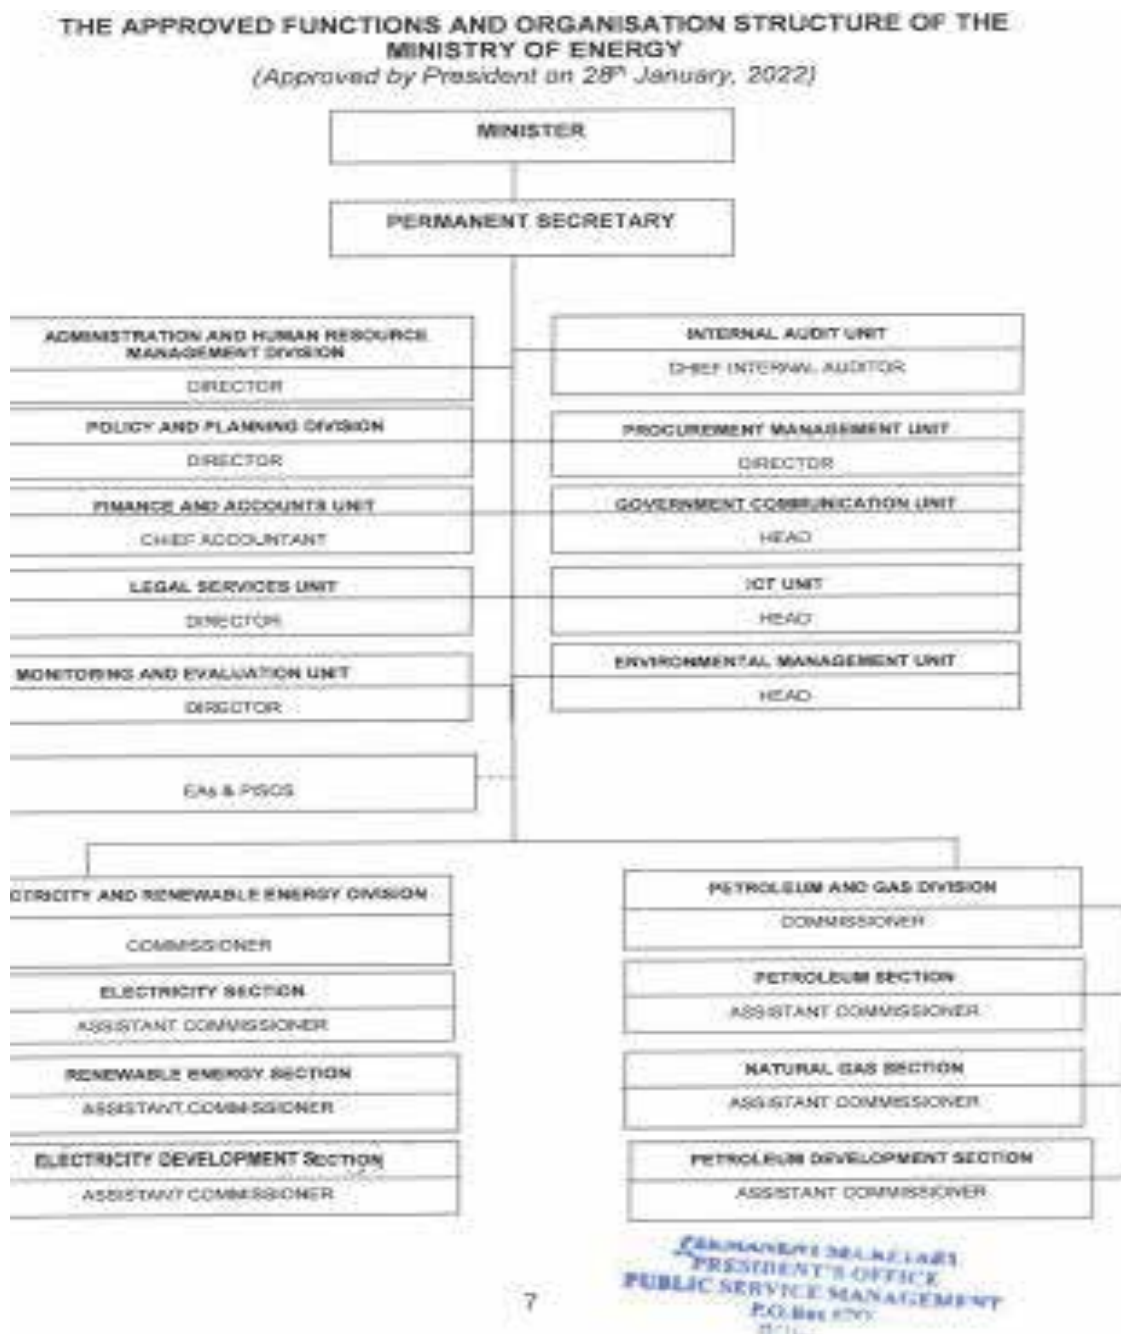 THE APPROVED FUNCTIONS AND ORGANISATION STRUCTURE OF THE
MINISTRY OF ENERGY
(Approved by President on 28th January, 2022)
MINISTER
PERMANENT SECRETARY
ADMINISTRATION AND HUMAN RESOURCE
MANAGEMENT DIVISION
DIRECTOR
POLICY AND PLANNING DIVISION
DIRECTOR
FINANCE AND ACCOUNTS UNIT
CHIEF ACCOUNTANT
LEGAL SERVICES UNIT
DIRECTOR
MONITORING AND EVALUATION UNIT
DIRECTOR
EAs & PISCS
INTERNAL AUDIT UNIT
CHIEF INTERNAL AUDITOR
PROCUREMENT MANAGEMENT UNIT
DIRECTOR
GOVERNMENT COMMUNICATION UNIT
HEAD
ICT UNIT
HEAD
ENVIRONMENTAL MANAGEMENT UNIT
HEAD
CTRICITY AND RENEWABLE ENERGY DIVISION
COMMISSIONER
ELECTRICITY SECTION
ASSISTANT COMMISSIONER
RENEWABLE ENERGY SECTION
ASSISTANT COMMISSIONER
ELECTRICITY DEVELOPMENT SECTION
ASSISTANT COMMISSIONER
PETROLEUM AND GAS DIVISION
COMMISSIONER
PETROLEUM SECTION
ASSISTANT COMMISSIONER
NATURAL GAS SECTION
ASSISTANT COMMISSIONER
PETROLEUM DEVELOPMENT SECTION
ASSISTANT COMMISSIONER
7
PERMANENT SECRETARY
PRESIDENT'S OFFICE
PUBLIC SERVICE MANAGEMENT
P.O. Box